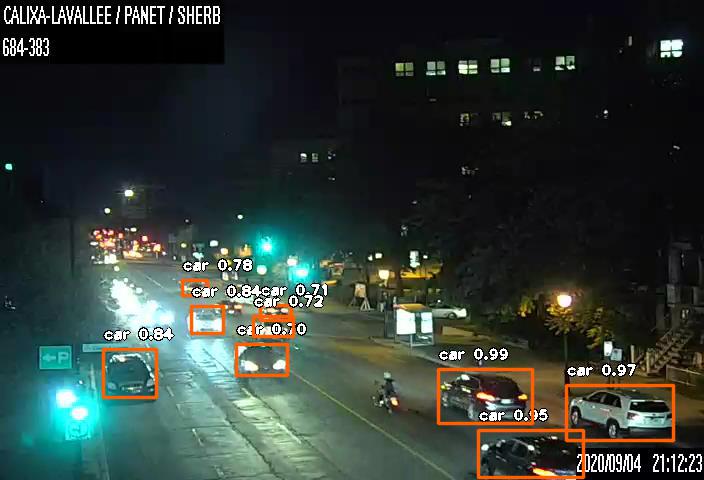 CALIXA-LAVALLEE / PANET / SHERB
684-383
car 0.78
car 0.84
car 0.71
car 0.72
car 0.70
car 0.84
car 0.99
car 0.97
car 0.95
P
2020/09/04 21:12:23